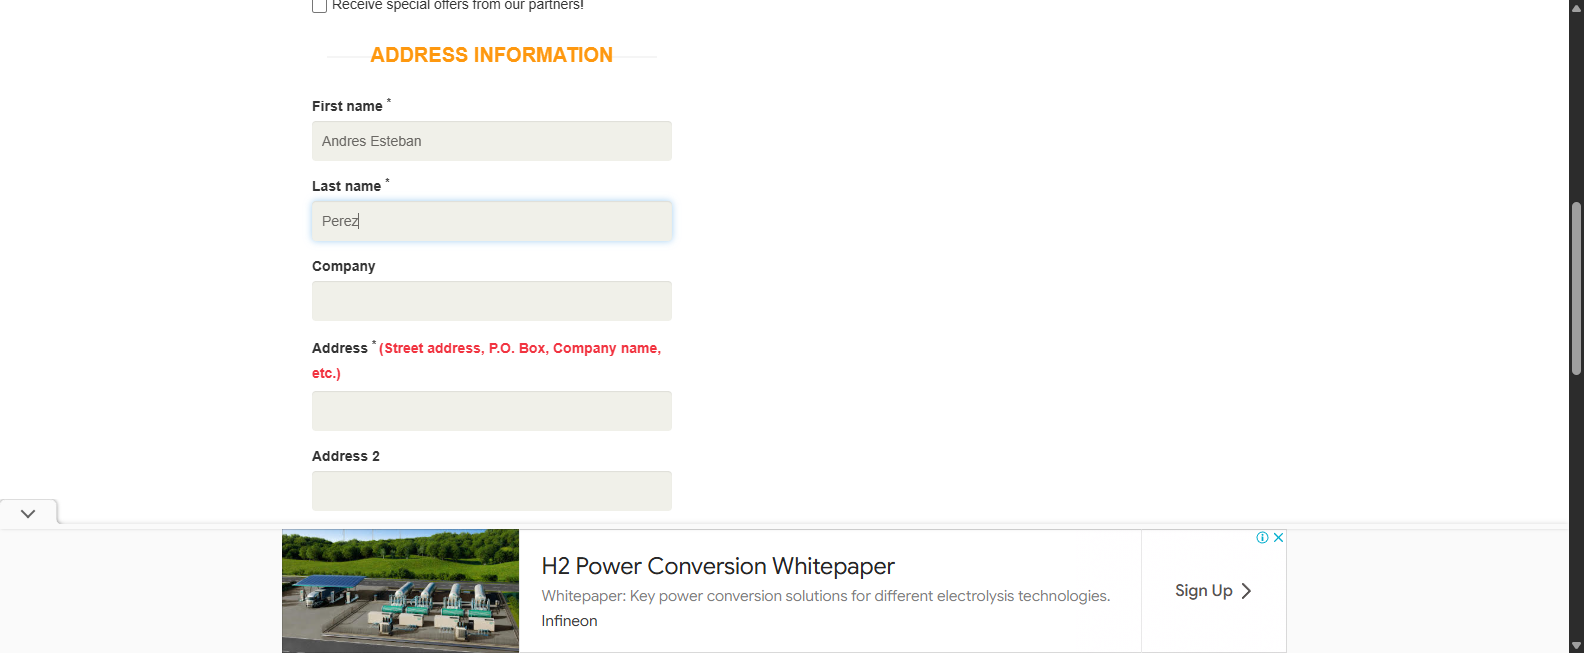 Receive special offers from our partners!
ADDRESS INFORMATION
First name *
Andres Esteban
Last name *
Perez
Company
Address * (Street address, P.O. Box, Company name,
etc.)
Address 2
H2 Power Conversion Whitepaper
Whitepaper: Key power conversion solutions for different electrolysis technologies.
Infineon
Sign Up